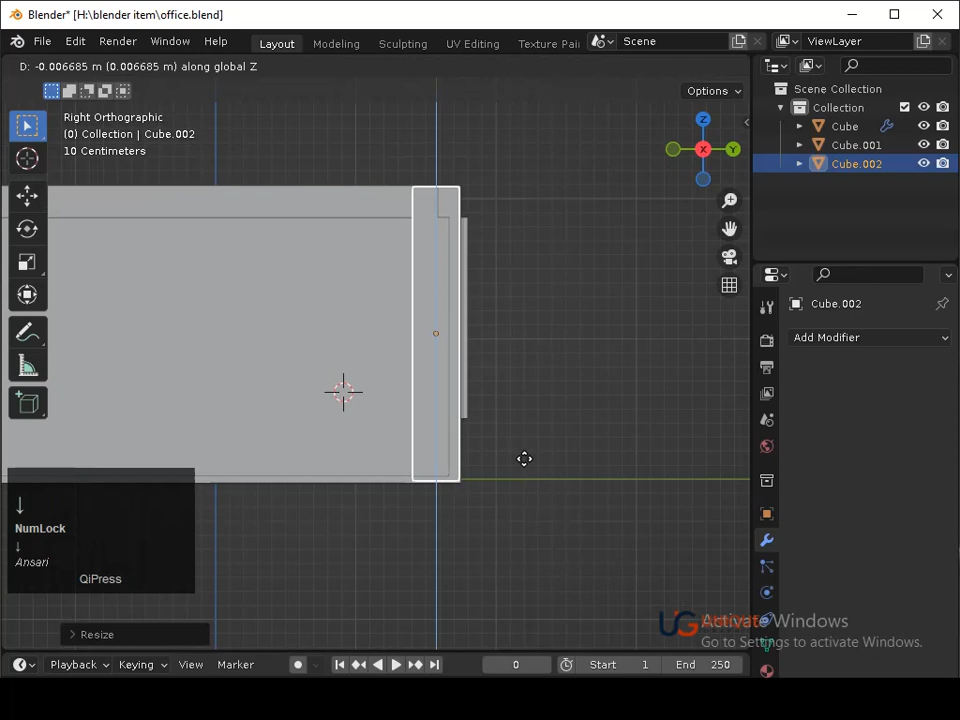 Blender* [H:\blender item\office.blend]
File Edit Render Window Help Layout Modeling Sculpting UV Editing Texture Pai Scene ViewLayer
D: -0.006685 m (0.006685 m) along global Z
Options
Right Orthographic
(0) Collection | Cube.002
10 Centimeters
Z
X
Y
Scene Collection
Collection
Cube
Cube.001
Cube.002
Cube.002
Add Modifier
NumLock
Ansari
QiPress
Resize
UG
Activate Windows
Go to Settings to activate Windows.
Playback Keying View Marker 0 Start 1 End 250